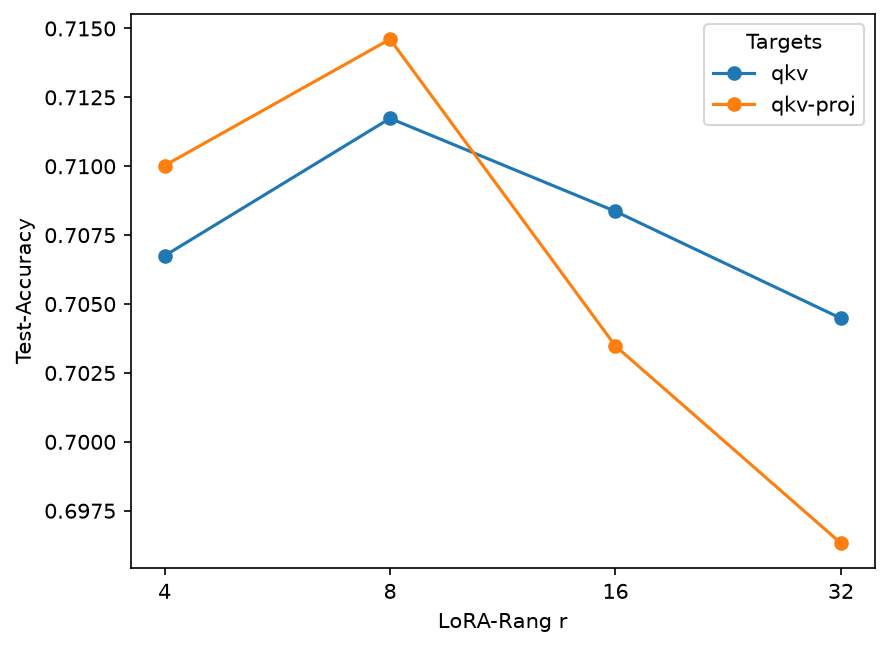 0.7150
0.7125
0.7100
0.7075
0.7050
0.7025
0.7000
0.6975
Test-Accuracy
4 8 16 32
LoRA-Rang r
Targets
qkv
qkv-proj